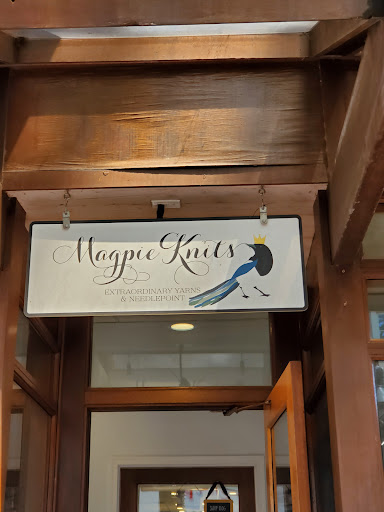 Magpie Knits
EXTRAORDINARY YARNS
& NEEDLEPOINT